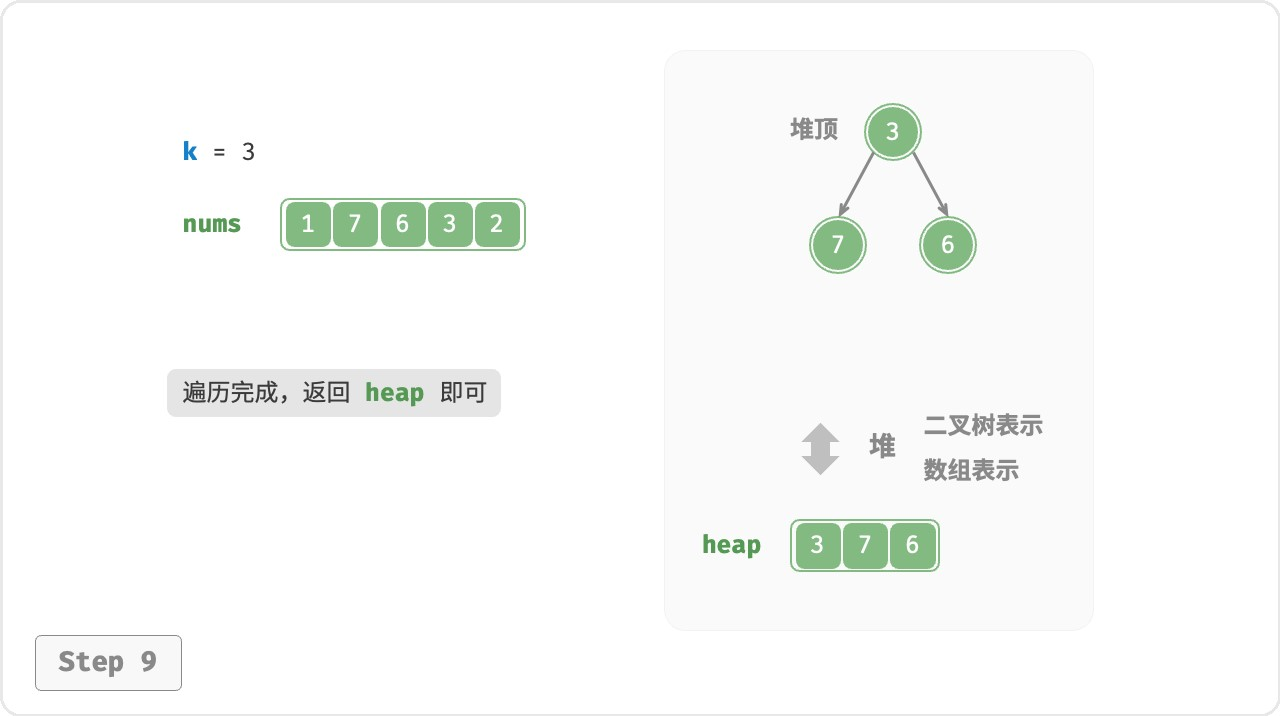 k = 3
nums 1 7 6 3 2
遍历完成，返回 heap 即可
堆顶 3
7 6
堆 二叉树表示
数组表示
heap 3 7 6
Step 9